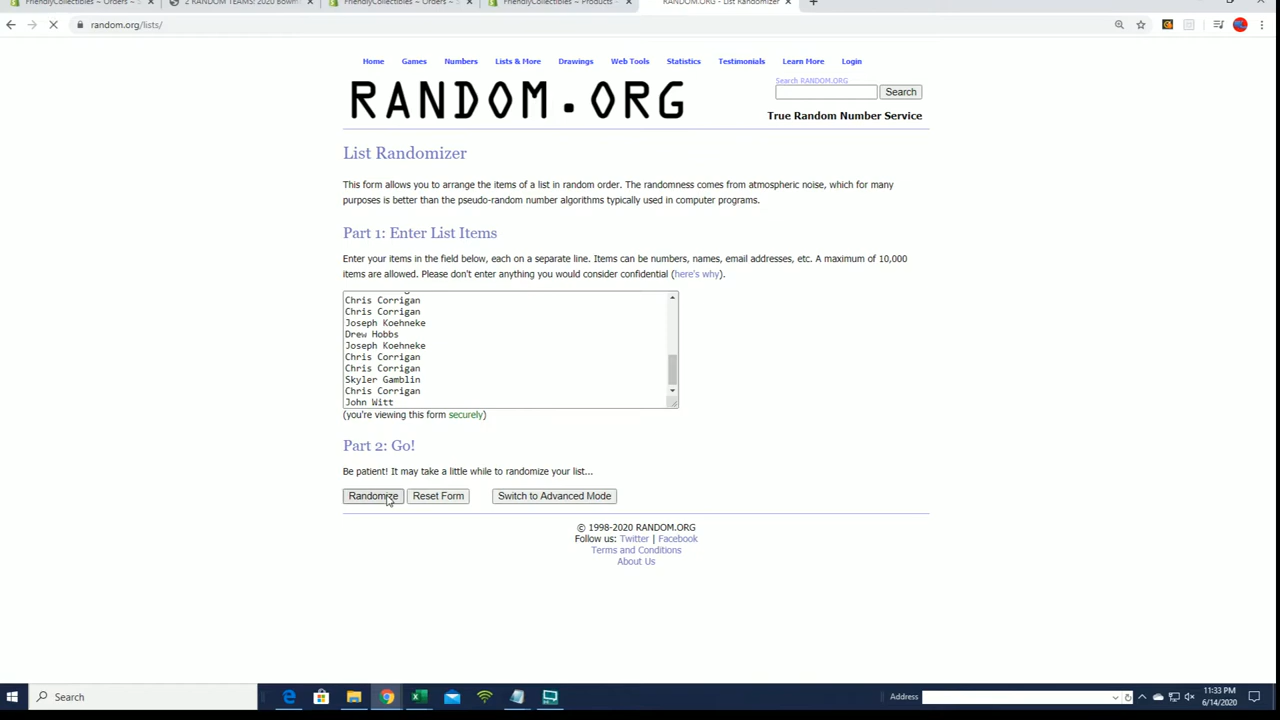 FriendlyCollectibles ~ Orders ~
2 RANDOM TEAMS: 2020 Bowm
FriendlyCollectibles ~ Orders ~
FriendlyCollectibles ~ Products ~
RANDOM.ORG - List Randomizer
random.org/lists/
Home Games Numbers Lists & More Drawings Web Tools Statistics Testimonials Learn More Login
RANDOM.ORG
Search RANDOM.ORG
Search
True Random Number Service
List Randomizer
This form allows you to arrange the items of a list in random order. The randomness comes from atmospheric noise, which for many
purposes is better than the pseudo-random number algorithms typically used in computer programs.
Part 1: Enter List Items
Enter your items in the field below, each on a separate line. Items can be numbers, names, email addresses, etc. A maximum of 10,000
items are allowed. Please don't enter anything you would consider confidential (here's why).
Chris Corrigan
Chris Corrigan
Joseph Koehneke
Drew Hobbs
Joseph Koehneke
Chris Corrigan
Chris Corrigan
Skyler Gamblin
Chris Corrigan
John Witt
(you're viewing this form securely)
Part 2: Go!
Be patient! It may take a little while to randomize your list...
Randomize Reset Form Switch to Advanced Mode
© 1998-2020 RANDOM.ORG
Follow us: Twitter | Facebook
Terms and Conditions
About Us
Search
Address
11:33 PM
6/14/2020